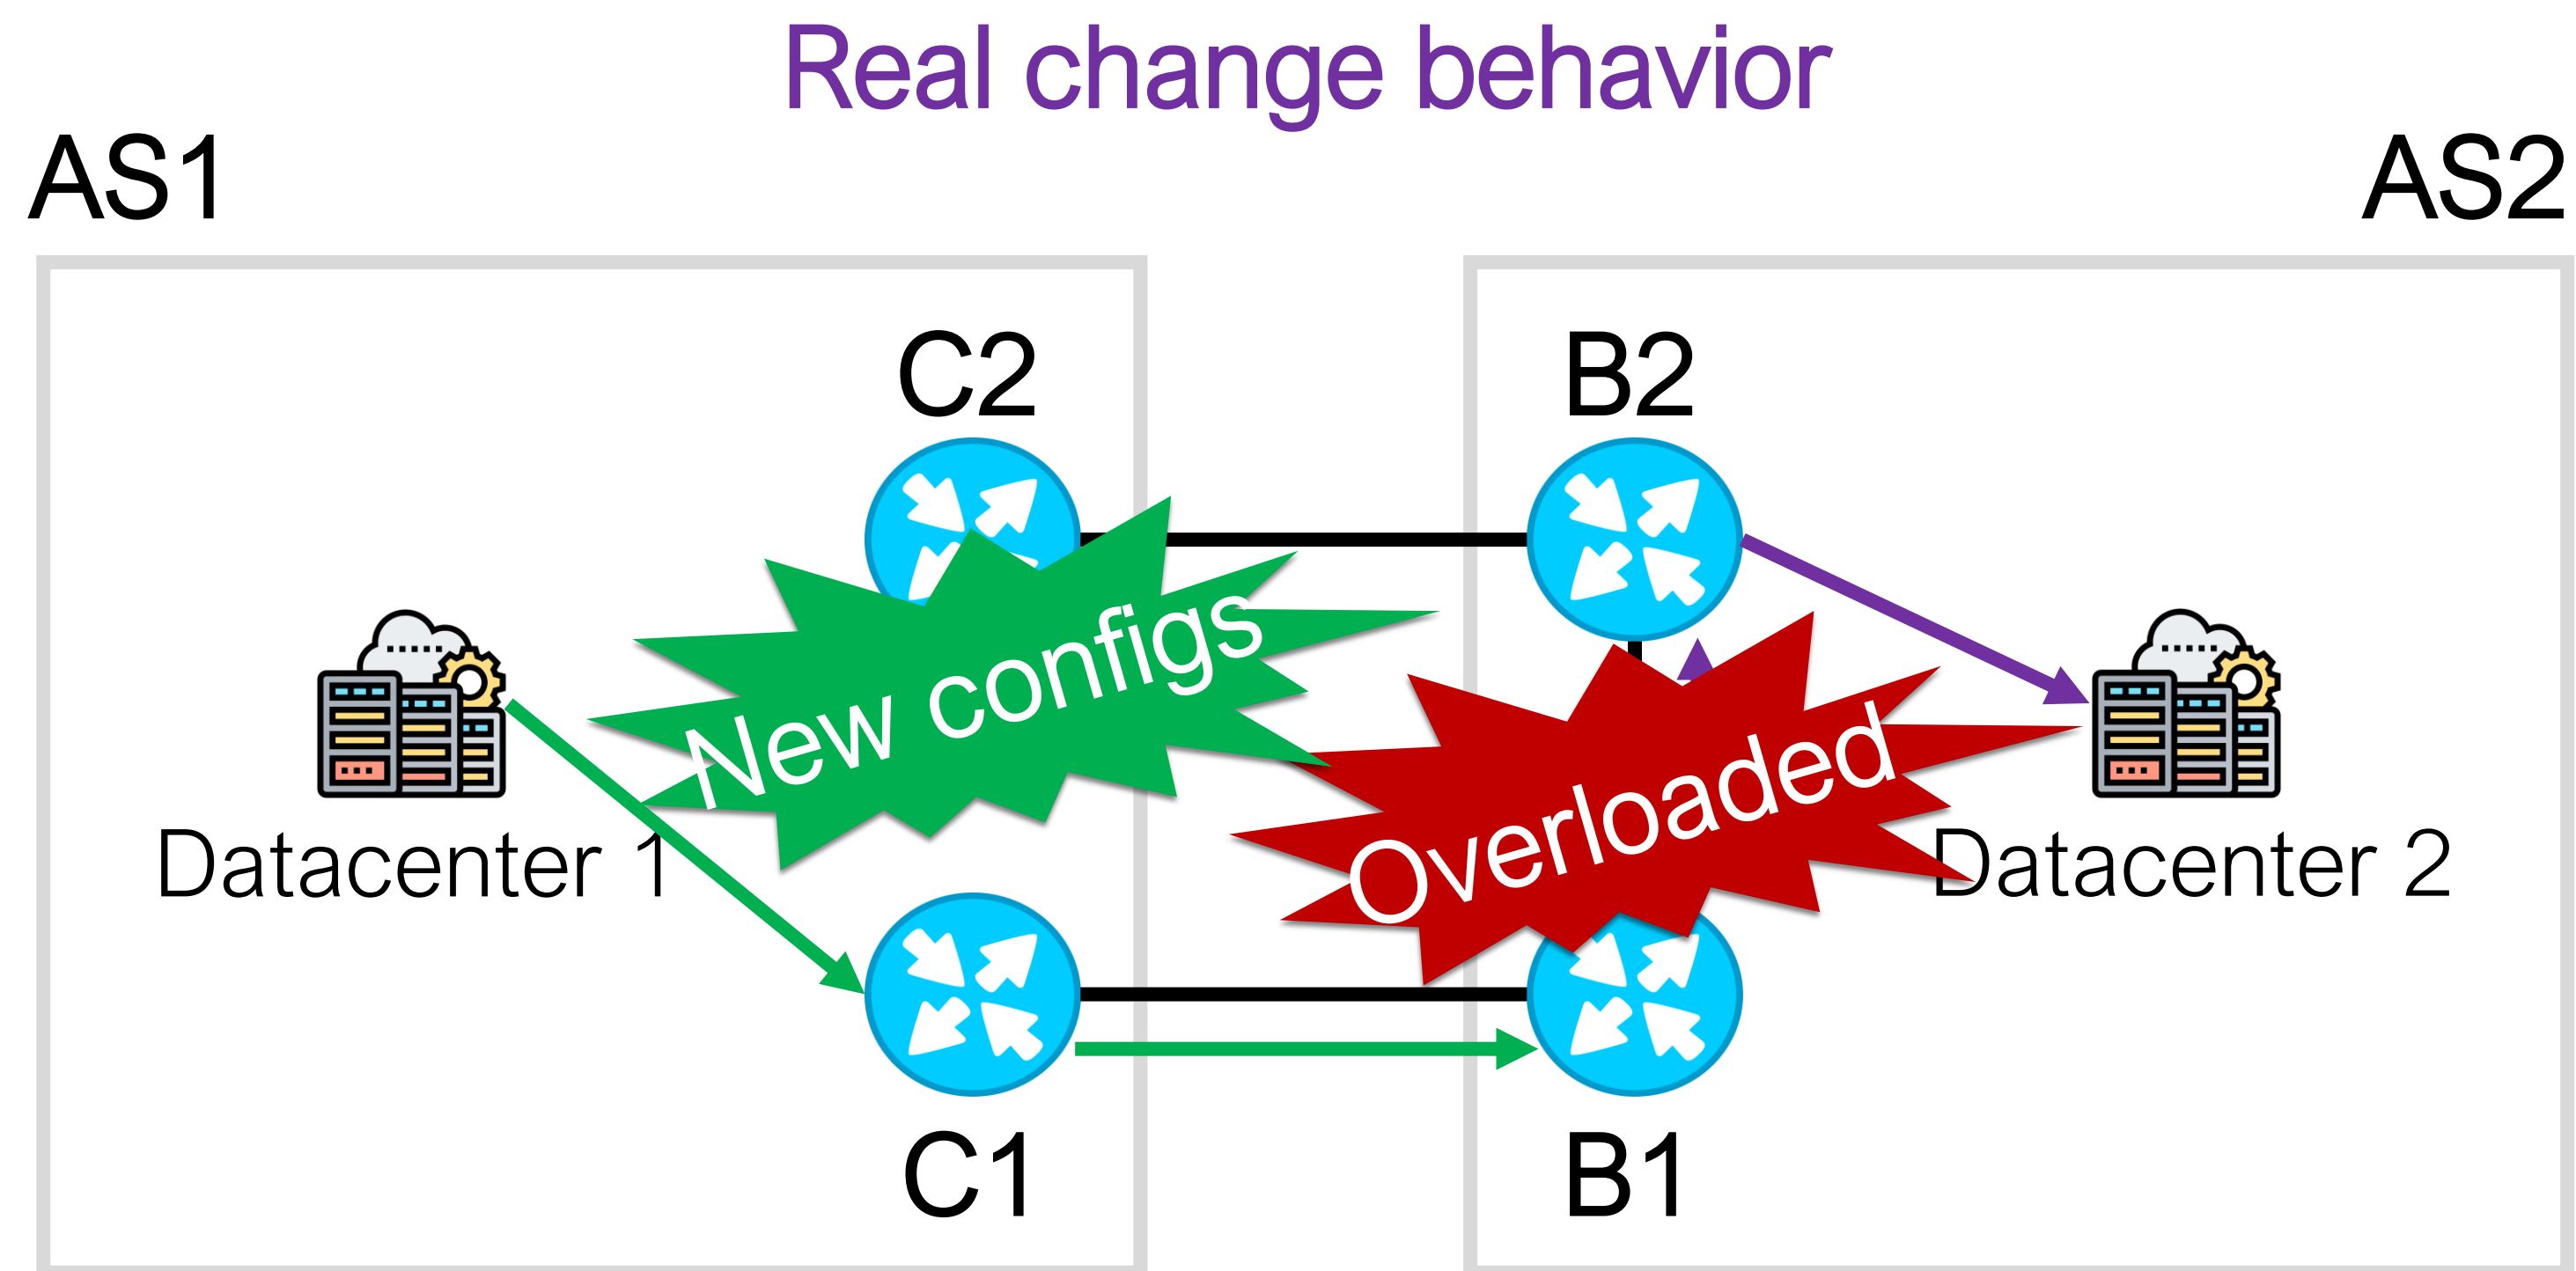 Real change behavior
AS1
AS2
C2
B2
New configs
Overloaded
Datacenter 1
Datacenter 2
C1
B1